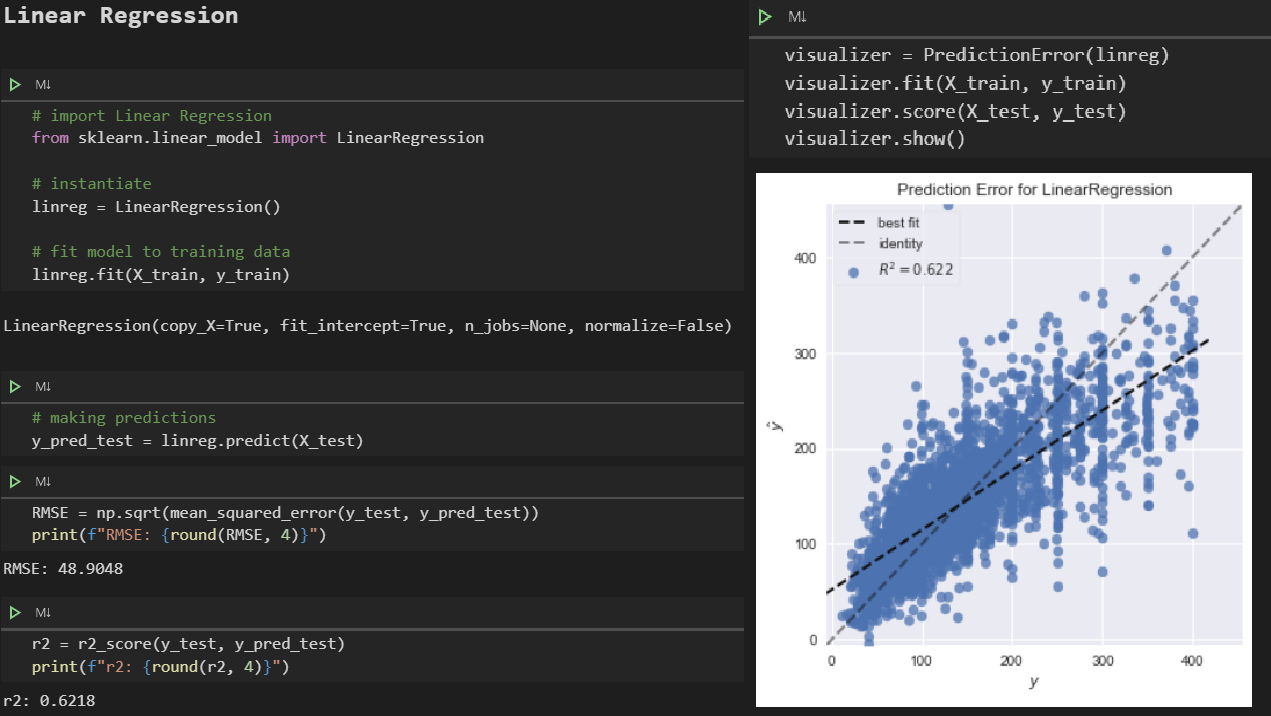 Linear Regression
M↓
# import Linear Regression
from sklearn.linear_model import LinearRegression
# instantiate
linreg = LinearRegression()
# fit model to training data
linreg.fit(X_train, y_train)
LinearRegression(copy_X=True, fit_intercept=True, n_jobs=None, normalize=False)
M↓
# making predictions
y_pred_test = linreg.predict(X_test)
M↓
RMSE = np.sqrt(mean_squared_error(y_test, y_pred_test))
print(f"RMSE: {round(RMSE, 4)}")
RMSE: 48.9048
M↓
r2 = r2_score(y_test, y_pred_test)
print(f"r2: {round(r2, 4)}")
r2: 0.6218
M↓
visualizer = PredictionError(linreg)
visualizer.fit(X_train, y_train)
visualizer.score(X_test, y_test)
visualizer.show()
Prediction Error for LinearRegression
best fit
identity
R² = 0.622
400
300
200
100
0
ŷ
0 100 200 300 400
y